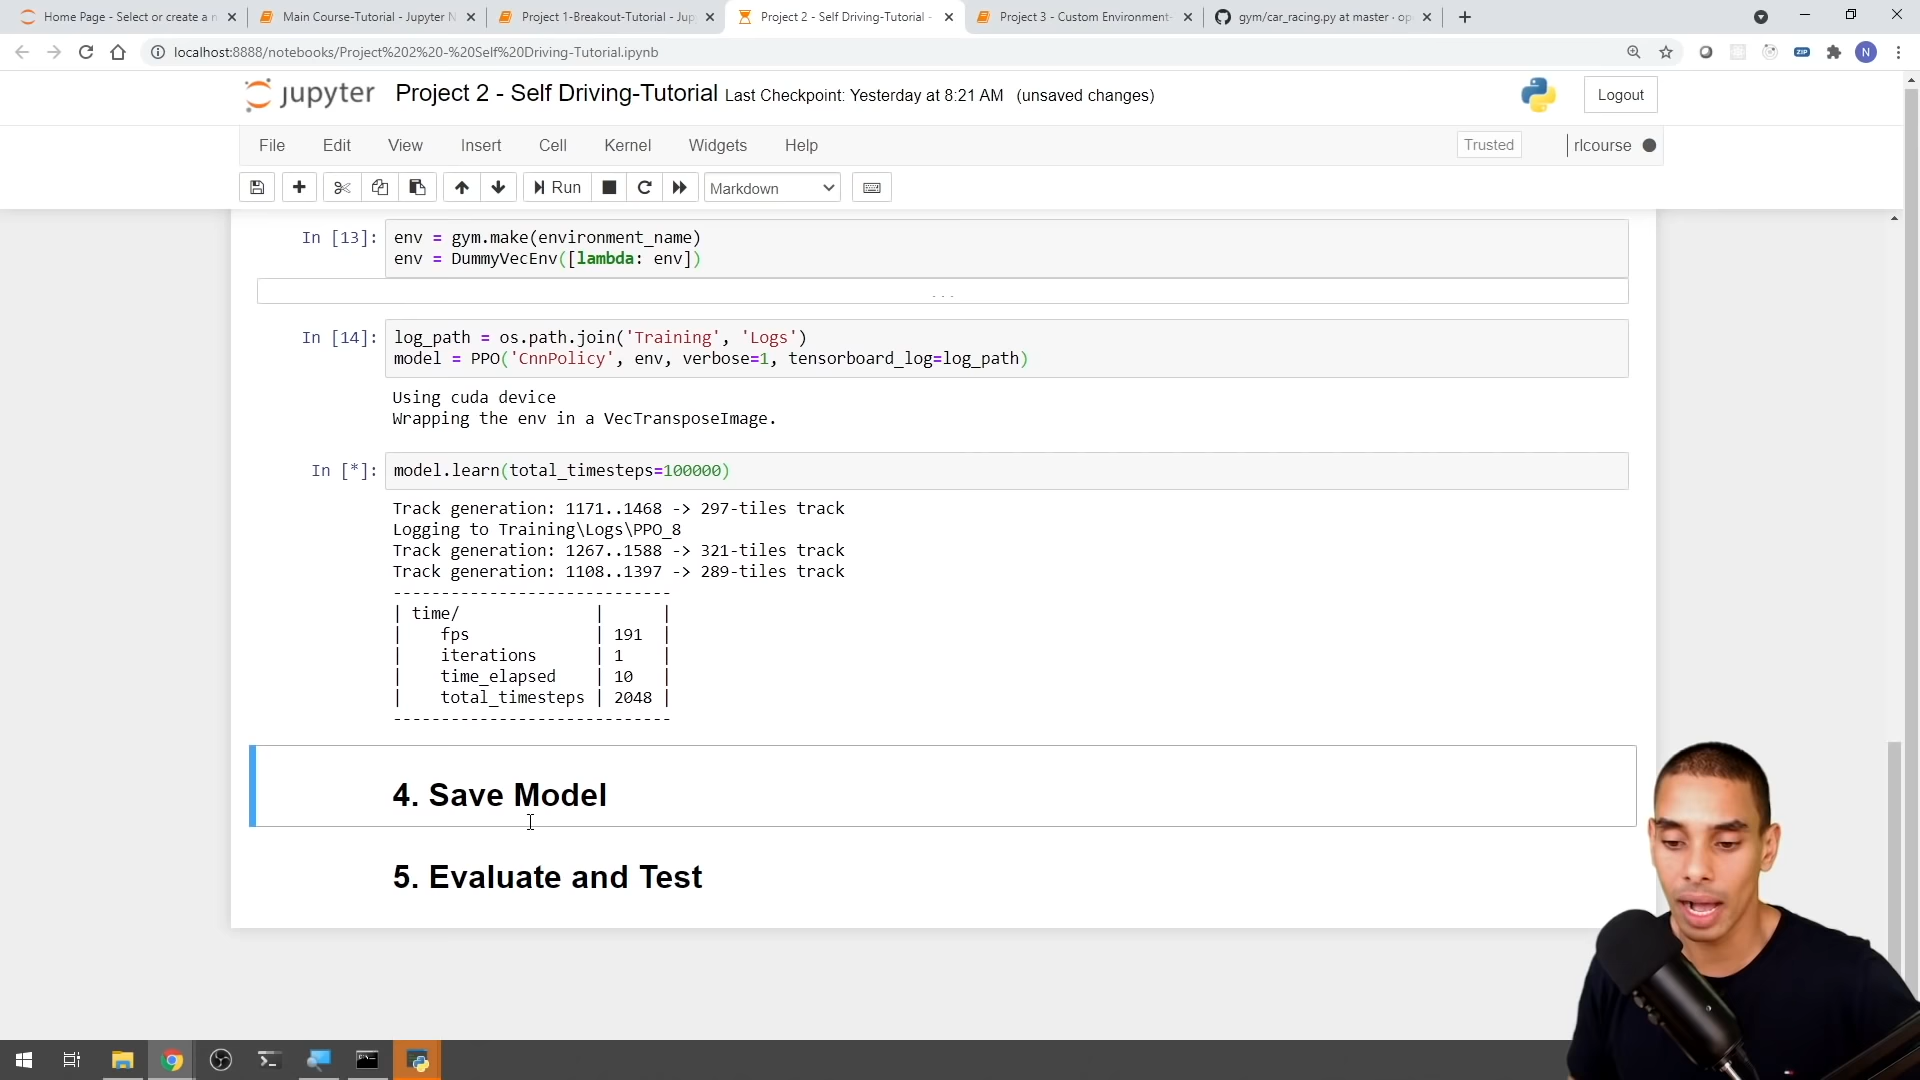 Home Page - Select or create a n
Main Course-Tutorial - Jupyter N
Project 1-Breakout-Tutorial - Jup
Project 2 - Self Driving-Tutorial -
Project 3 - Custom Environment-
gym/car_racing.py at master · op
localhost:8888/notebooks/Project%202%20-%20Self%20Driving-Tutorial.ipynb
ZIP
N
jupyter Project 2 - Self Driving-Tutorial Last Checkpoint: Yesterday at 8:21 AM (unsaved changes)
Logout
File Edit View Insert Cell Kernel Widgets Help
Trusted
rlcourse
Run
Markdown
In [13]: env = gym.make(environment_name)
env = DummyVecEnv([lambda: env])
...
In [14]: log_path = os.path.join('Training', 'Logs')
model = PPO('CnnPolicy', env, verbose=1, tensorboard_log=log_path)
Using cuda device
Wrapping the env in a VecTransposeImage.
In [*]: model.learn(total_timesteps=100000)
Track generation: 1171..1468 -> 297-tiles track
Logging to Training\Logs\PPO_8
Track generation: 1267..1588 -> 321-tiles track
Track generation: 1108..1397 -> 289-tiles track
-----------------------------
| time/ | |
| fps | 191 |
| iterations | 1 |
| time_elapsed | 10 |
| total_timesteps | 2048 |
-----------------------------
4. Save Model
5. Evaluate and Test